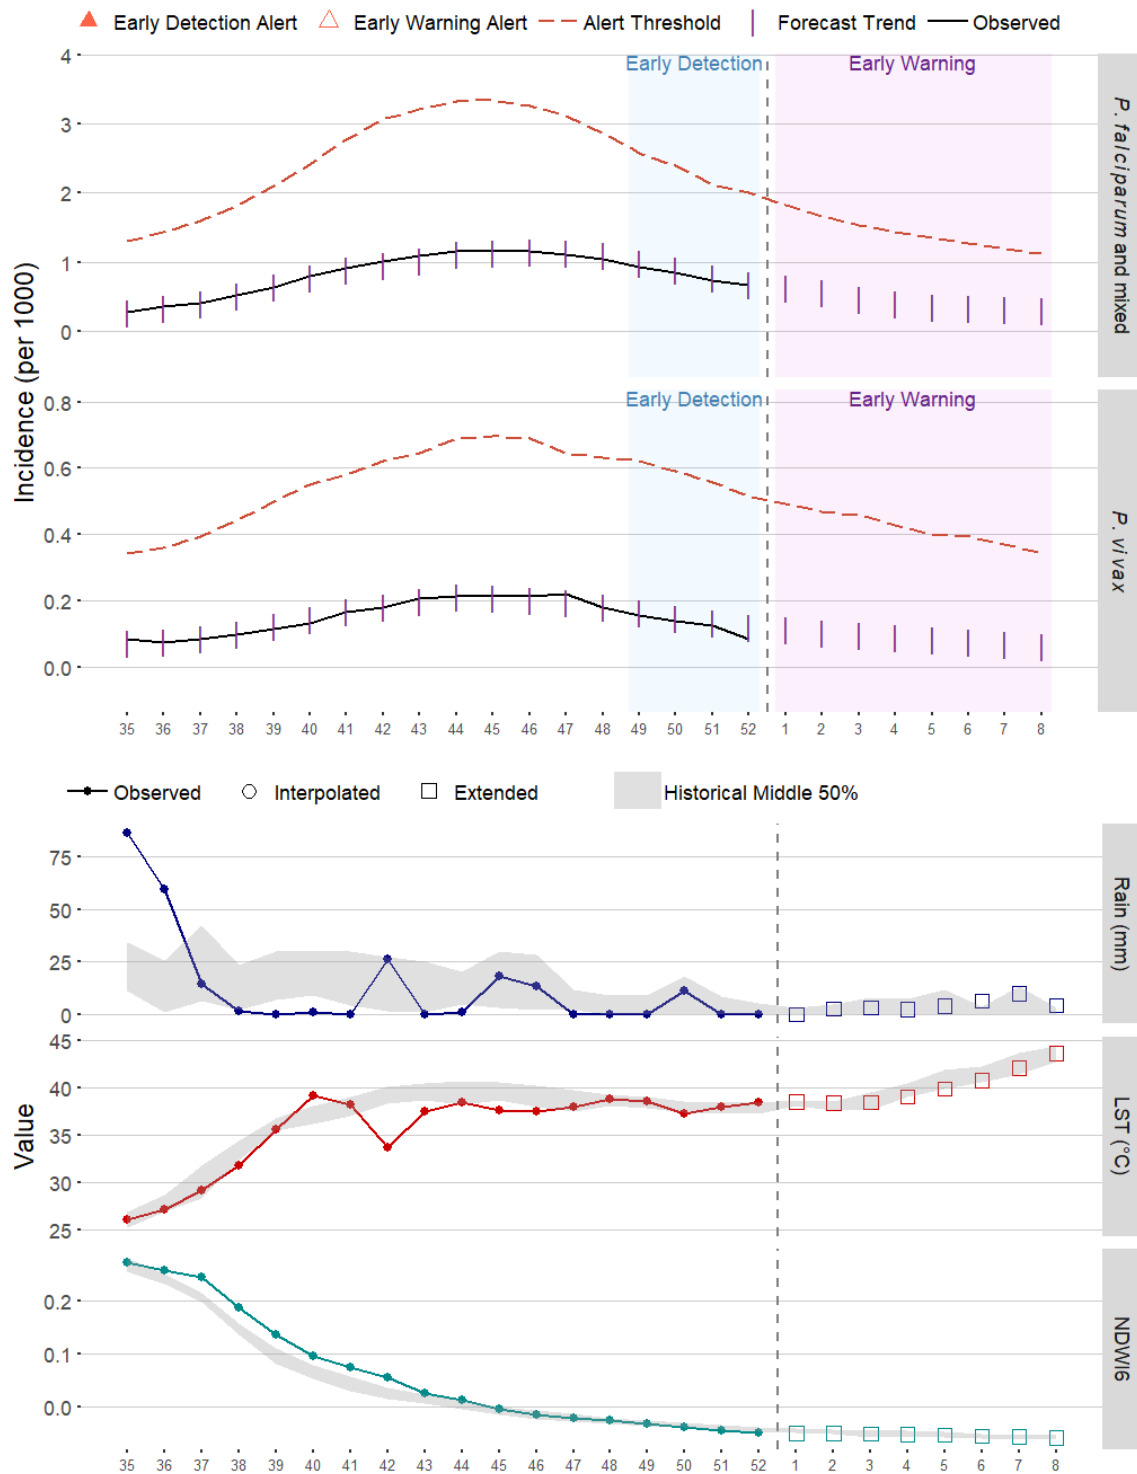 Early Detection Alert Early Warning Alert Alert Threshold Forecast Trend Observed
Incidence (per 1000)
4
3
2
1
0
Early Detection Early Warning
P. falciparum and mixed
0.8
0.6
0.4
0.2
0.0
Early Detection Early Warning
P. vivax
35 36 37 38 39 40 41 42 43 44 45 46 47 48 49 50 51 52 1 2 3 4 5 6 7 8
Observed Interpolated Extended Historical Middle 50%
Value
75
50
25
0
Rain (mm)
45
40
35
30
25
LST (°C)
0.2
0.1
0.0
NDWI6
35 36 37 38 39 40 41 42 43 44 45 46 47 48 49 50 51 52 1 2 3 4 5 6 7 8